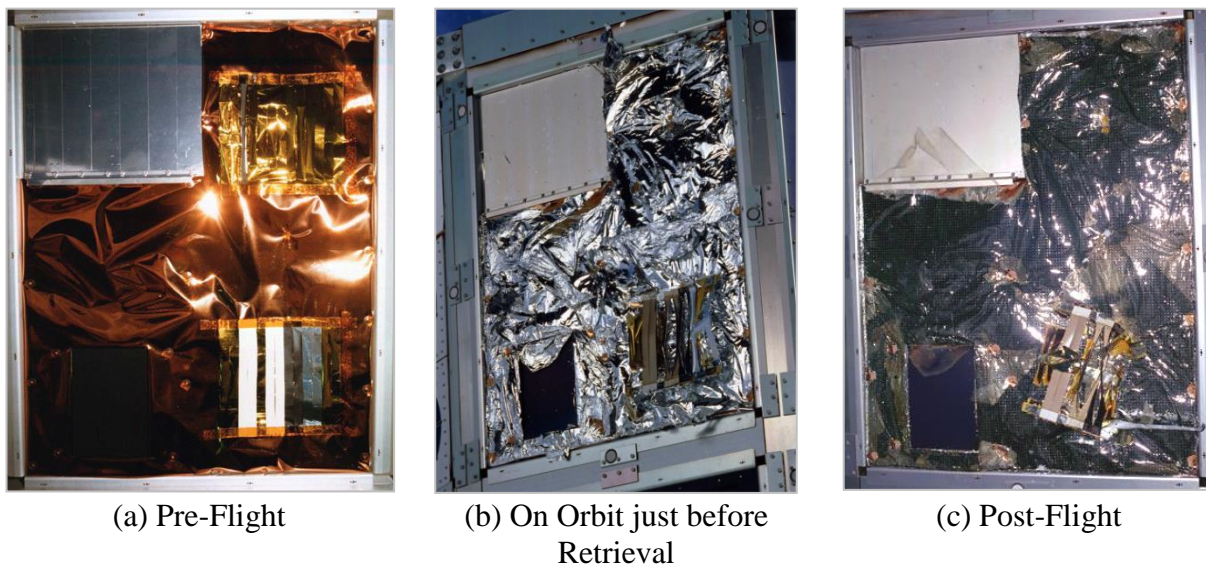 (a) Pre-Flight
(b) On Orbit just before
Retrieval
(c) Post-Flight